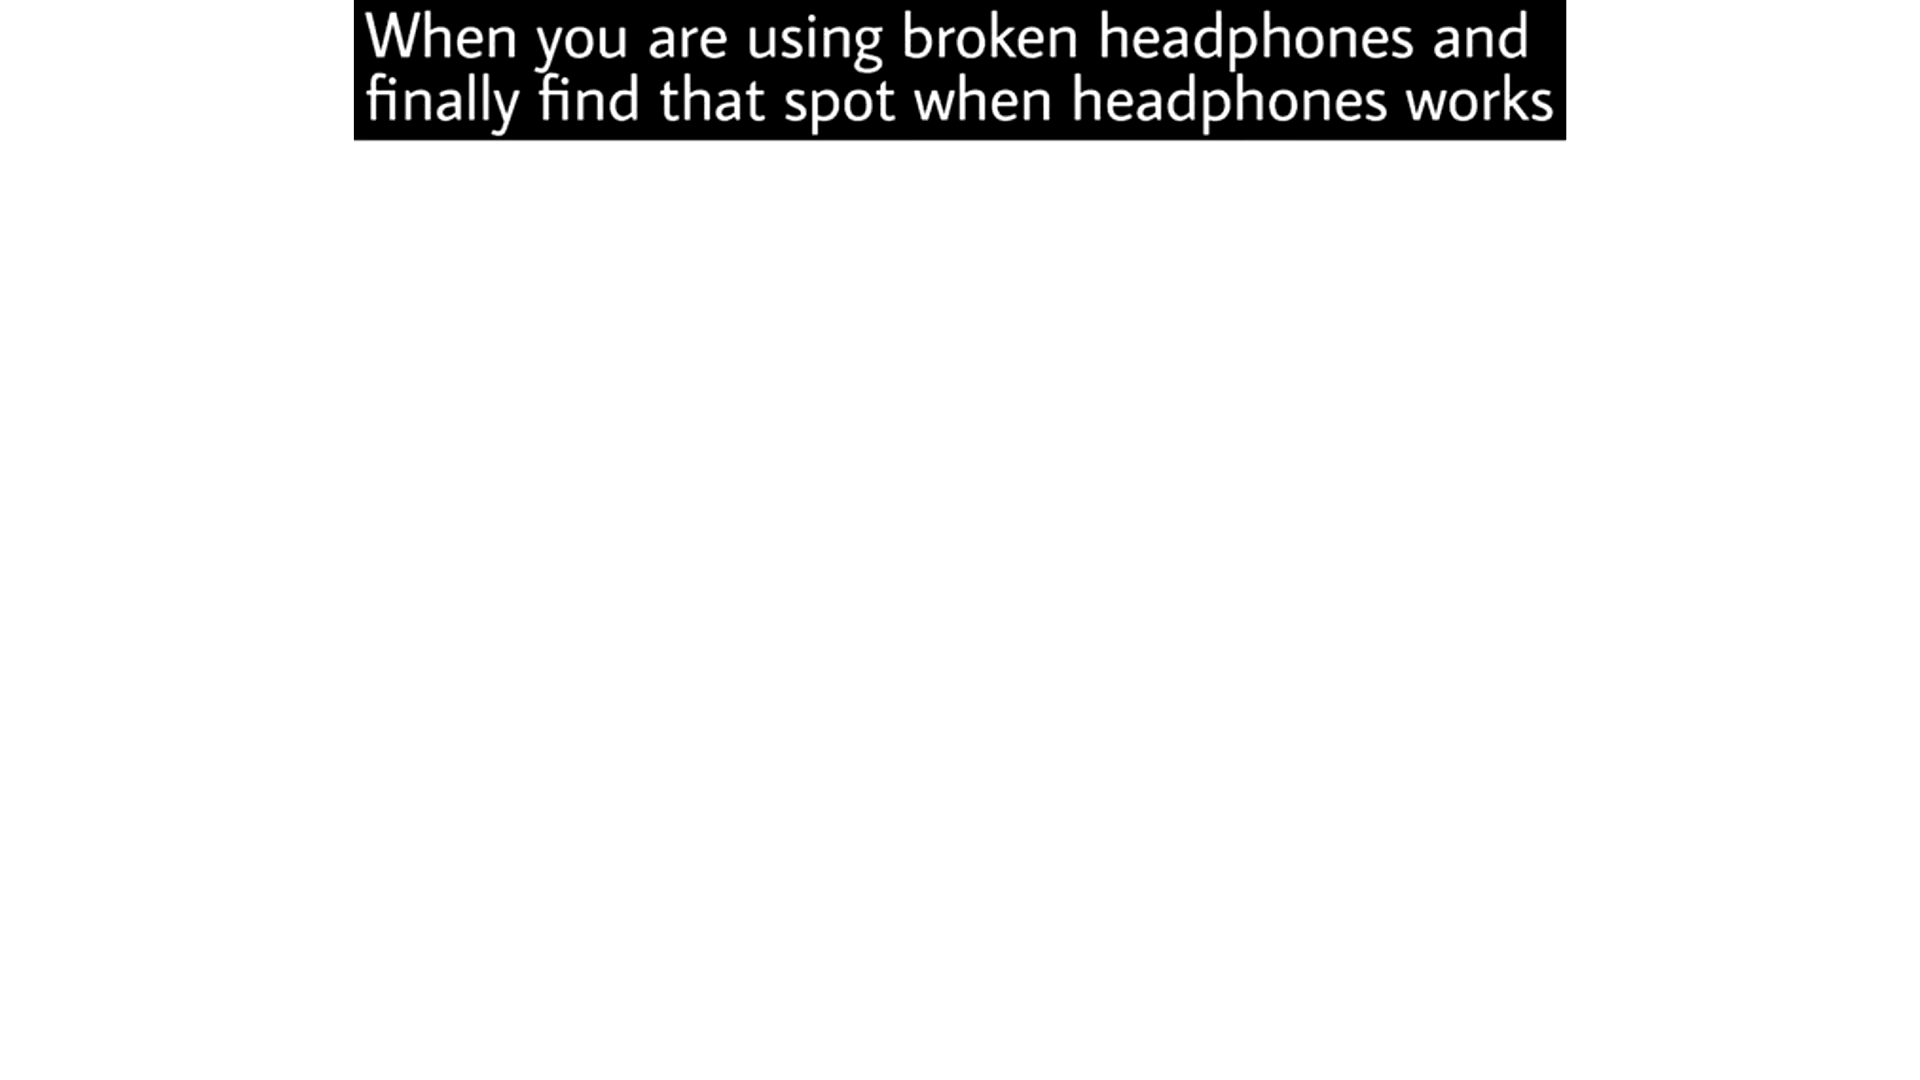 When you are using broken headphones and
finally find that spot when headphones works